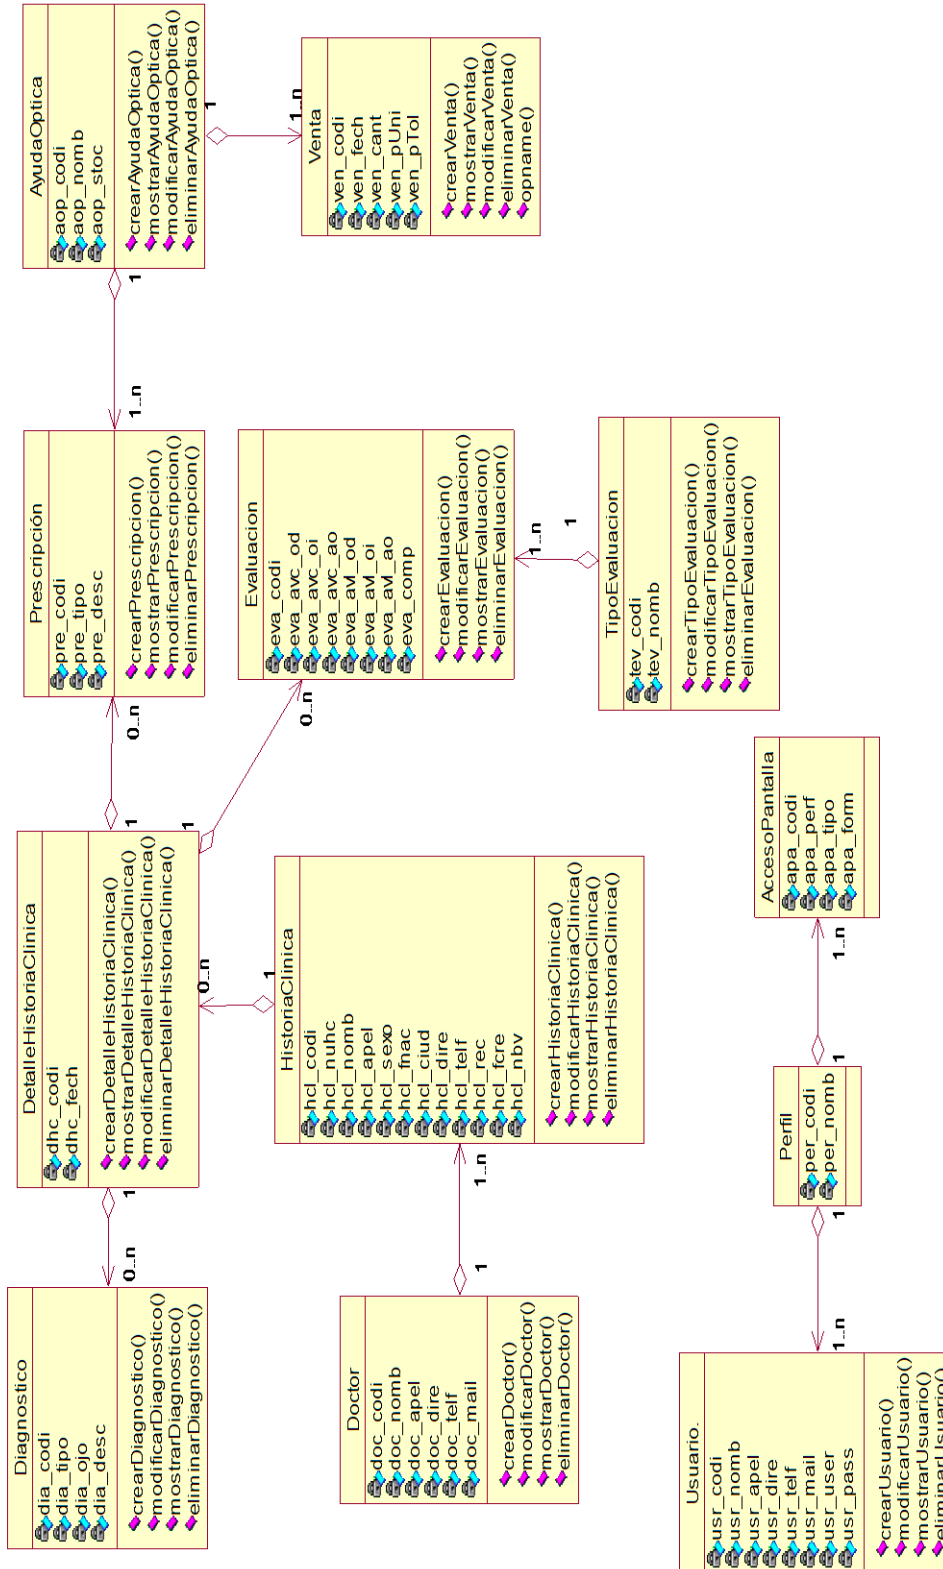 Diagnostico
dia_codi
dia_tipo
dia_ojo
dia_desc
crearDiagnostico()
modificarDiagnostico()
mostrarDiagnostico()
eliminarDiagnostico()
1
0..n
DetalleHistoriaClinica
dhc_codi
dhc_fech
crearDetalleHistoriaClinica()
mostrarDetalleHistoriaClinica()
modificarDetalleHistoriaClinica()
eliminarDetalleHistoriaClinica()
1
0..n
Prescripción
pre_codi
pre_tipo
pre_desc
crearPrescripcion()
mostrarPrescripcion()
modificarPrescripcion()
eliminarPrescripcion()
1..n
1
AyudaOptica
aop_codi
aop_nomb
aop_stoc
crearAyudaOptica()
mostrarAyudaOptica()
modificarAyudaOptica()
eliminarAyudaOptica()
1
1..n
Venta
ven_codi
ven_fech
ven_cant
ven_pUni
ven_pTol
crearVenta()
mostrarVenta()
modificarVenta()
eliminarVenta()
opname()
1
0..n
Evaluacion
eva_codi
eva_avc_od
eva_avc_oi
eva_avc_ao
eva_avl_od
eva_avl_oi
eva_avl_ao
eva_comp
crearEvaluacion()
modificarEvaluacion()
mostrarEvaluacion()
eliminarEvaluacion()
1..n
1
TipoEvaluacion
tev_codi
tev_nomb
crearTipoEvaluacion()
modificarTipoEvaluacion()
mostrarTipoEvaluacion()
eliminarEvaluacion()
0..n
1
HistoriaClinica
hcl_codi
hcl_nuhc
hcl_nomb
hcl_apel
hcl_sexo
hcl_fnac
hcl_ciud
hcl_dire
hcl_telf
hcl_rec
hcl_fcre
hcl_nbv
crearHistoriaClinica()
modificarHistoriaClinica()
mostrarHistoriaClinica()
eliminarHistoriaClinica()
1
1..n
Doctor
doc_codi
doc_nomb
doc_apel
doc_dire
doc_telf
doc_mail
crearDoctor()
modificarDoctor()
mostrarDoctor()
eliminarDoctor()
Usuario.
usr_codi
usr_nomb
usr_apel
usr_dire
usr_telf
usr_mail
usr_user
usr_pass
crearUsuario()
modificarUsuario()
mostrarUsuario()
eliminarUsuario()
1..n
1
Perfil
per_codi
per_nomb
1
1..n
AccesoPantalla
apa_codi
apa_perf
apa_tipo
apa_form